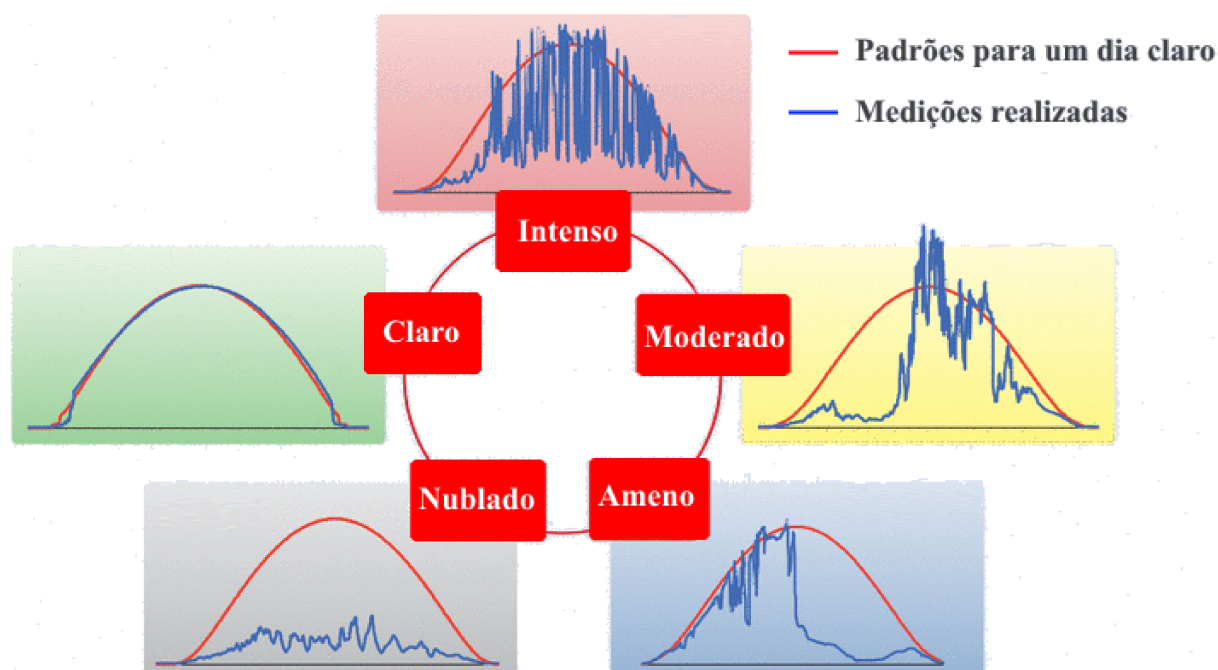 Padrões para um dia claro
Medições realizadas
Intenso
Claro
Moderado
Nublado
Ameno